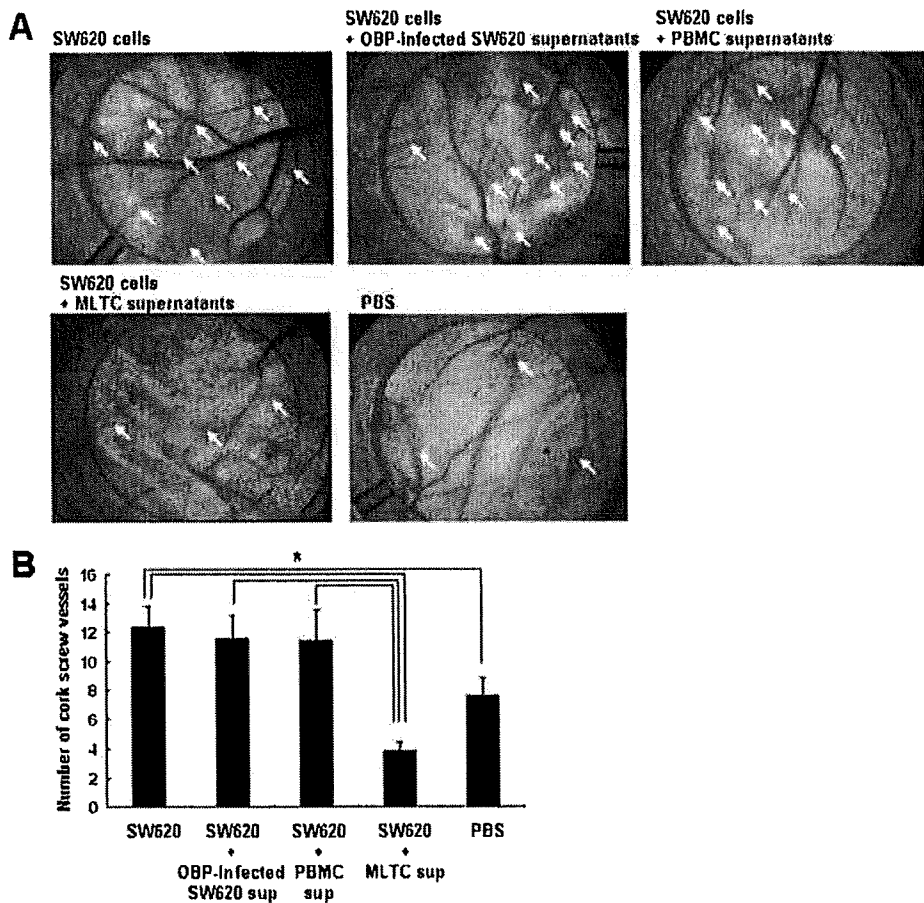 A
SW620 cells
SW620 cells
+ OBP-Infected SW620 supernatants
SW620 cells
+ PBMC supernatants
SW620 cells
+ MLTC supernatants
PBS
B
*
Number of cork screw vessels
16
14
12
10
8
6
4
2
0
SW620
SW620
+
OBP-Infected
SW620 sup
SW620
+
PBMC
sup
SW620
+
MLTC sup
PBS